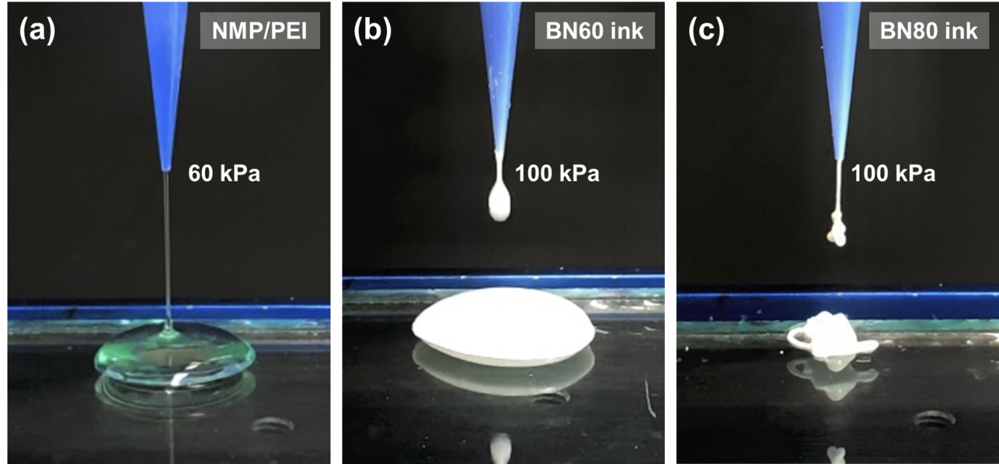 (a)
NMP/PEI
60 kPa
(b)
BN60 ink
100 kPa
(c)
BN80 ink
100 kPa